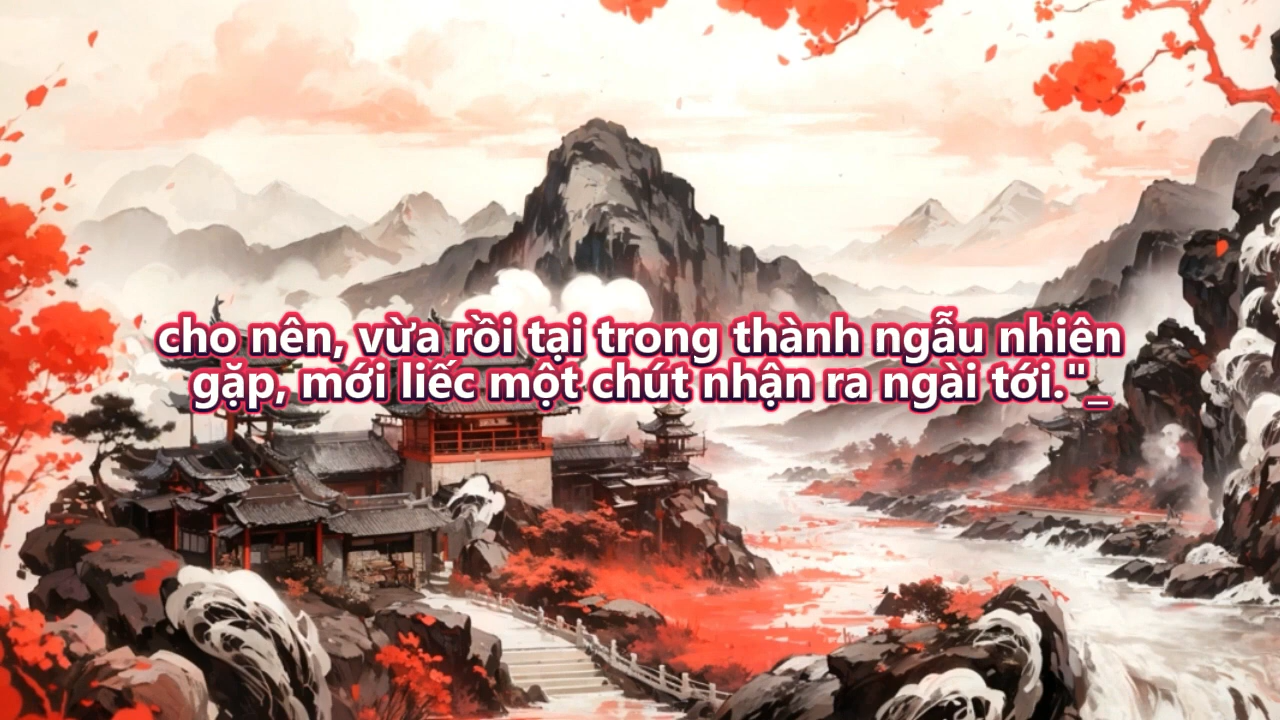 cho nên, vừa rồi tại trong thành ngẫu nhiên
gặp, mới liếc một chút nhận ra ngài tới."_